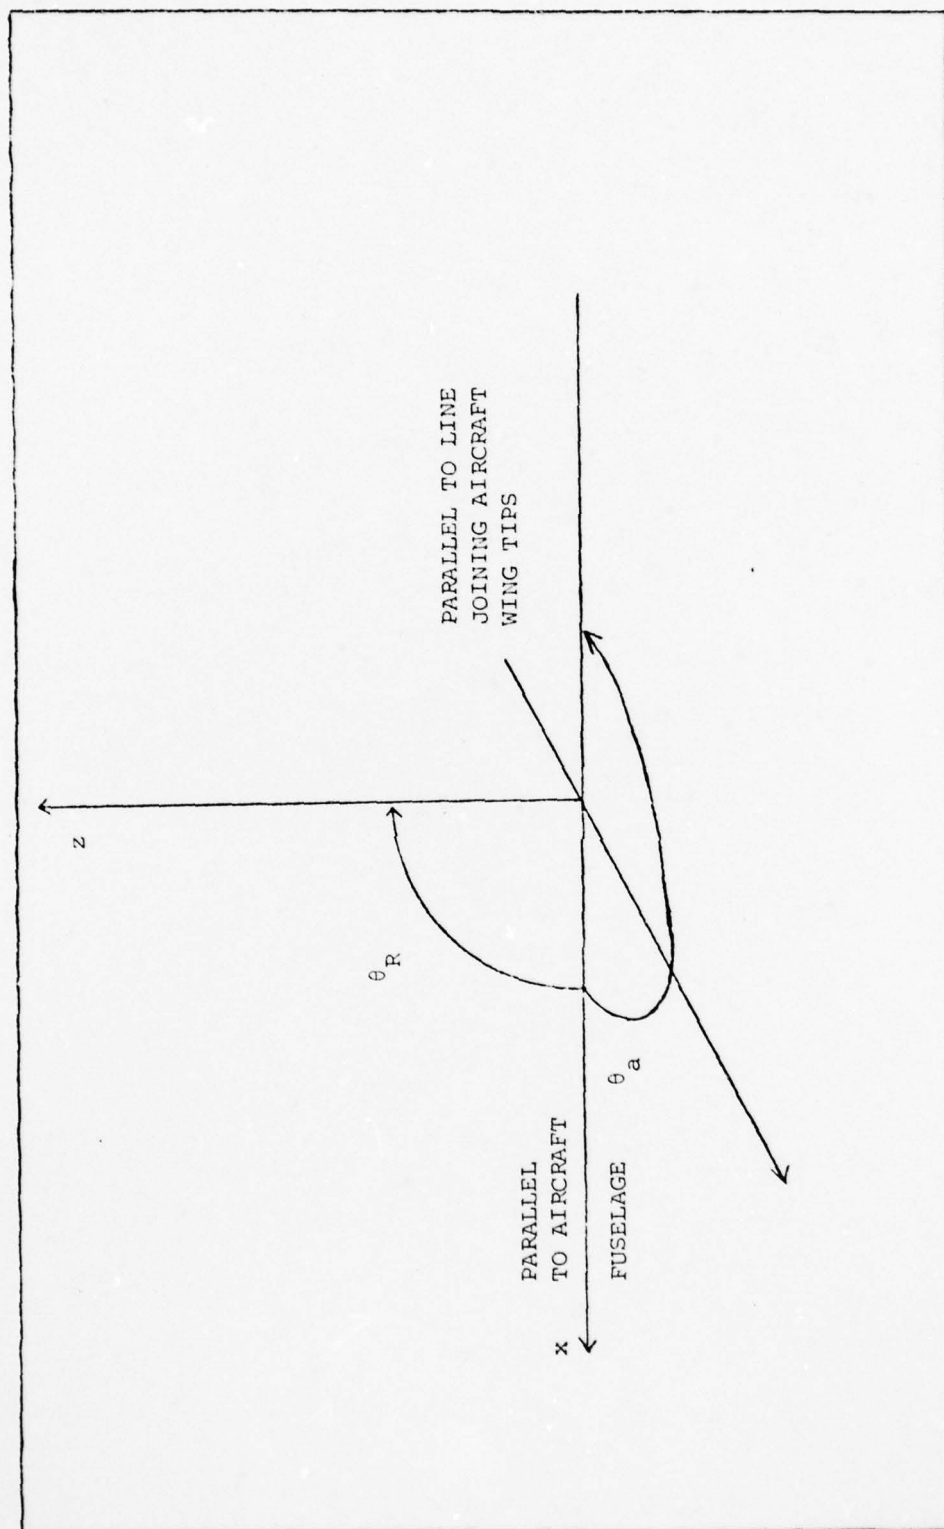 z
θR
PARALLEL TO LINE
JOINING AIRCRAFT
WING TIPS
x
PARALLEL
TO AIRCRAFT
FUSELAGE
θa